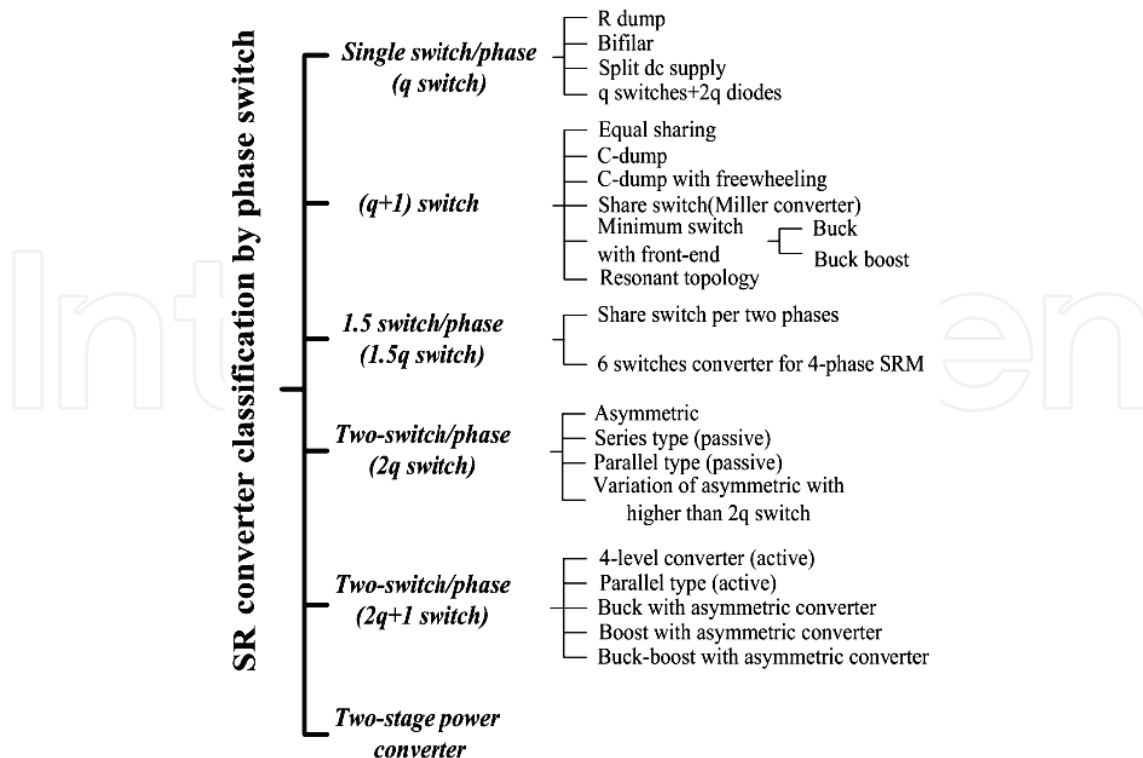 SR converter classification by phase switch
Single switch/phase
(q switch)
R dump
Bifilar
Split dc supply
q switches+2q diodes
(q+1) switch
Equal sharing
C-dump
C-dump with freewheeling
Share switch(Miller converter)
Minimum switch
with front-end
Buck
Buck boost
Resonant topology
1.5 switch/phase
(1.5q switch)
Share switch per two phases
6 switches converter for 4-phase SRM
Two-switch/phase
(2q switch)
Asymmetric
Series type (passive)
Parallel type (passive)
Variation of asymmetric with
higher than 2q switch
Two-switch/phase
(2q+1 switch)
4-level converter (active)
Parallel type (active)
Buck with asymmetric converter
Boost with asymmetric converter
Buck-boost with asymmetric converter
Two-stage power
converter
Int
en